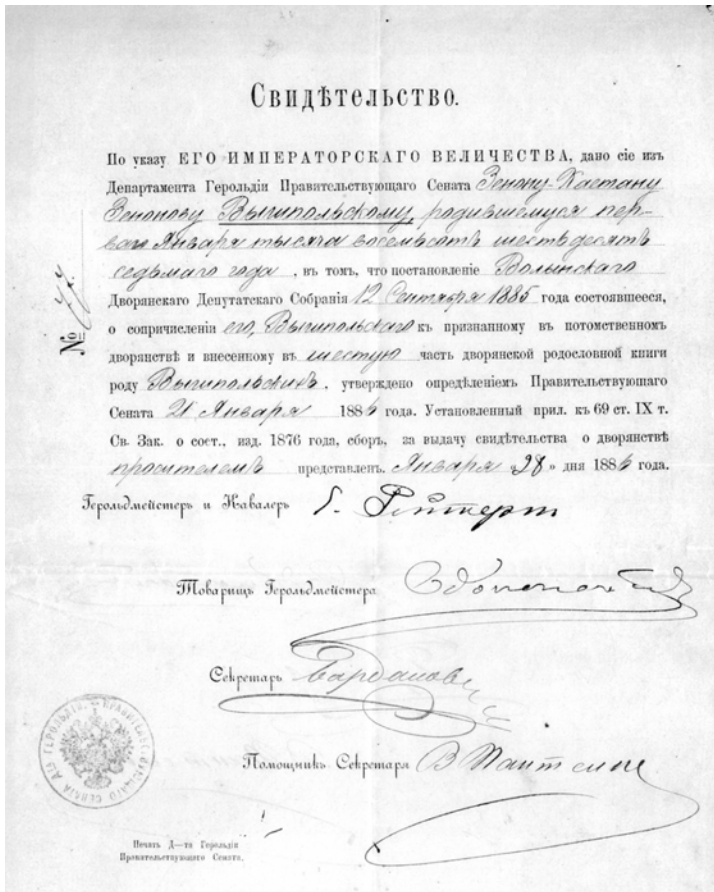 Свидѣтельство.
По указу ЕГО ИМПЕРАТОРСКАГО ВЕЛИЧЕСТВА, дано сіе изъ
Департамента Герольдіи Правительствующаго Сената Зенону-Каетану
Зенонову Выгипольскому, родившемуся пер-
ваго Января тысяча восемьсотъ шестьдесятъ
седьмаго года, въ томъ, что постановленіе Волынскаго
Дворянскаго Депутатскаго Собранія 12 Сентября 1885 года состоявшееся,
о сопричисленіи его, Выгипольскаго къ признанному въ потомственном
дворянствѣ и внесенному въ шестую часть дворянской родословной книги
роду Выгипольскихъ, утверждено опредѣленіемъ Правительствующаго
Сената 21 Января 1886 года. Установленный прил. къ 69 ст. IX т.
Св. Зак. о сост., изд. 1876 года, сборъ, за выдачу свидѣтельства о дворянствѣ
просителемъ представленъ. Января «28» дня 1886 года.
№ 77
Герольдмейстеръ и Кавалеръ
Товарищъ Герольдмейстера
Секретарь
Помощникъ Секретаря
Печать Д—та Герольдіи
Правительствующаго Сената.